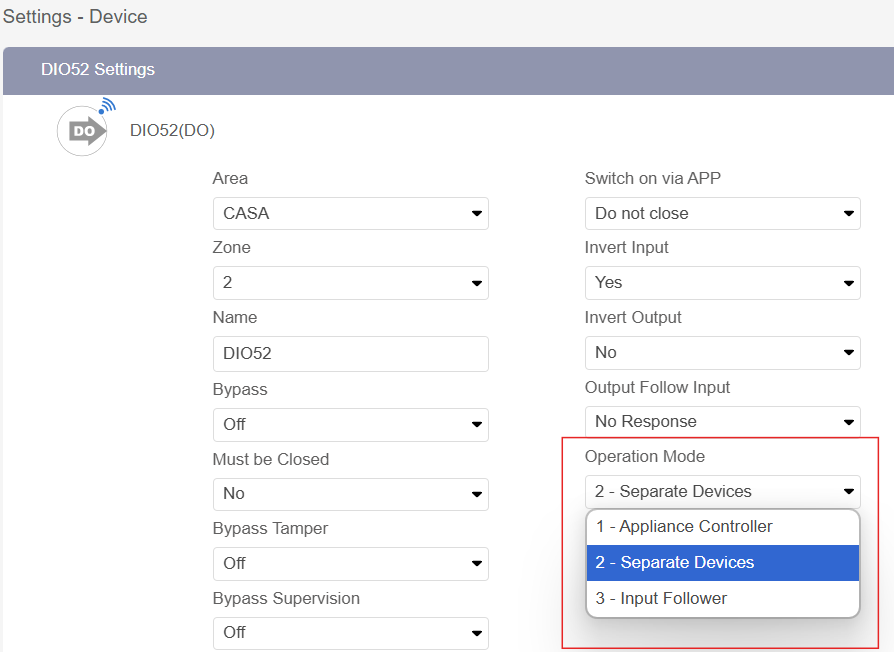 Settings - Device
DIO52 Settings
DO
DIO52(DO)
Area
CASA
Zone
2
Name
DIO52
Bypass
Off
Must be Closed
No
Bypass Tamper
Off
Bypass Supervision
Off
Switch on via APP
Do not close
Invert Input
Yes
Invert Output
No
Output Follow Input
No Response
Operation Mode
2 - Separate Devices
1 - Appliance Controller
2 - Separate Devices
3 - Input Follower